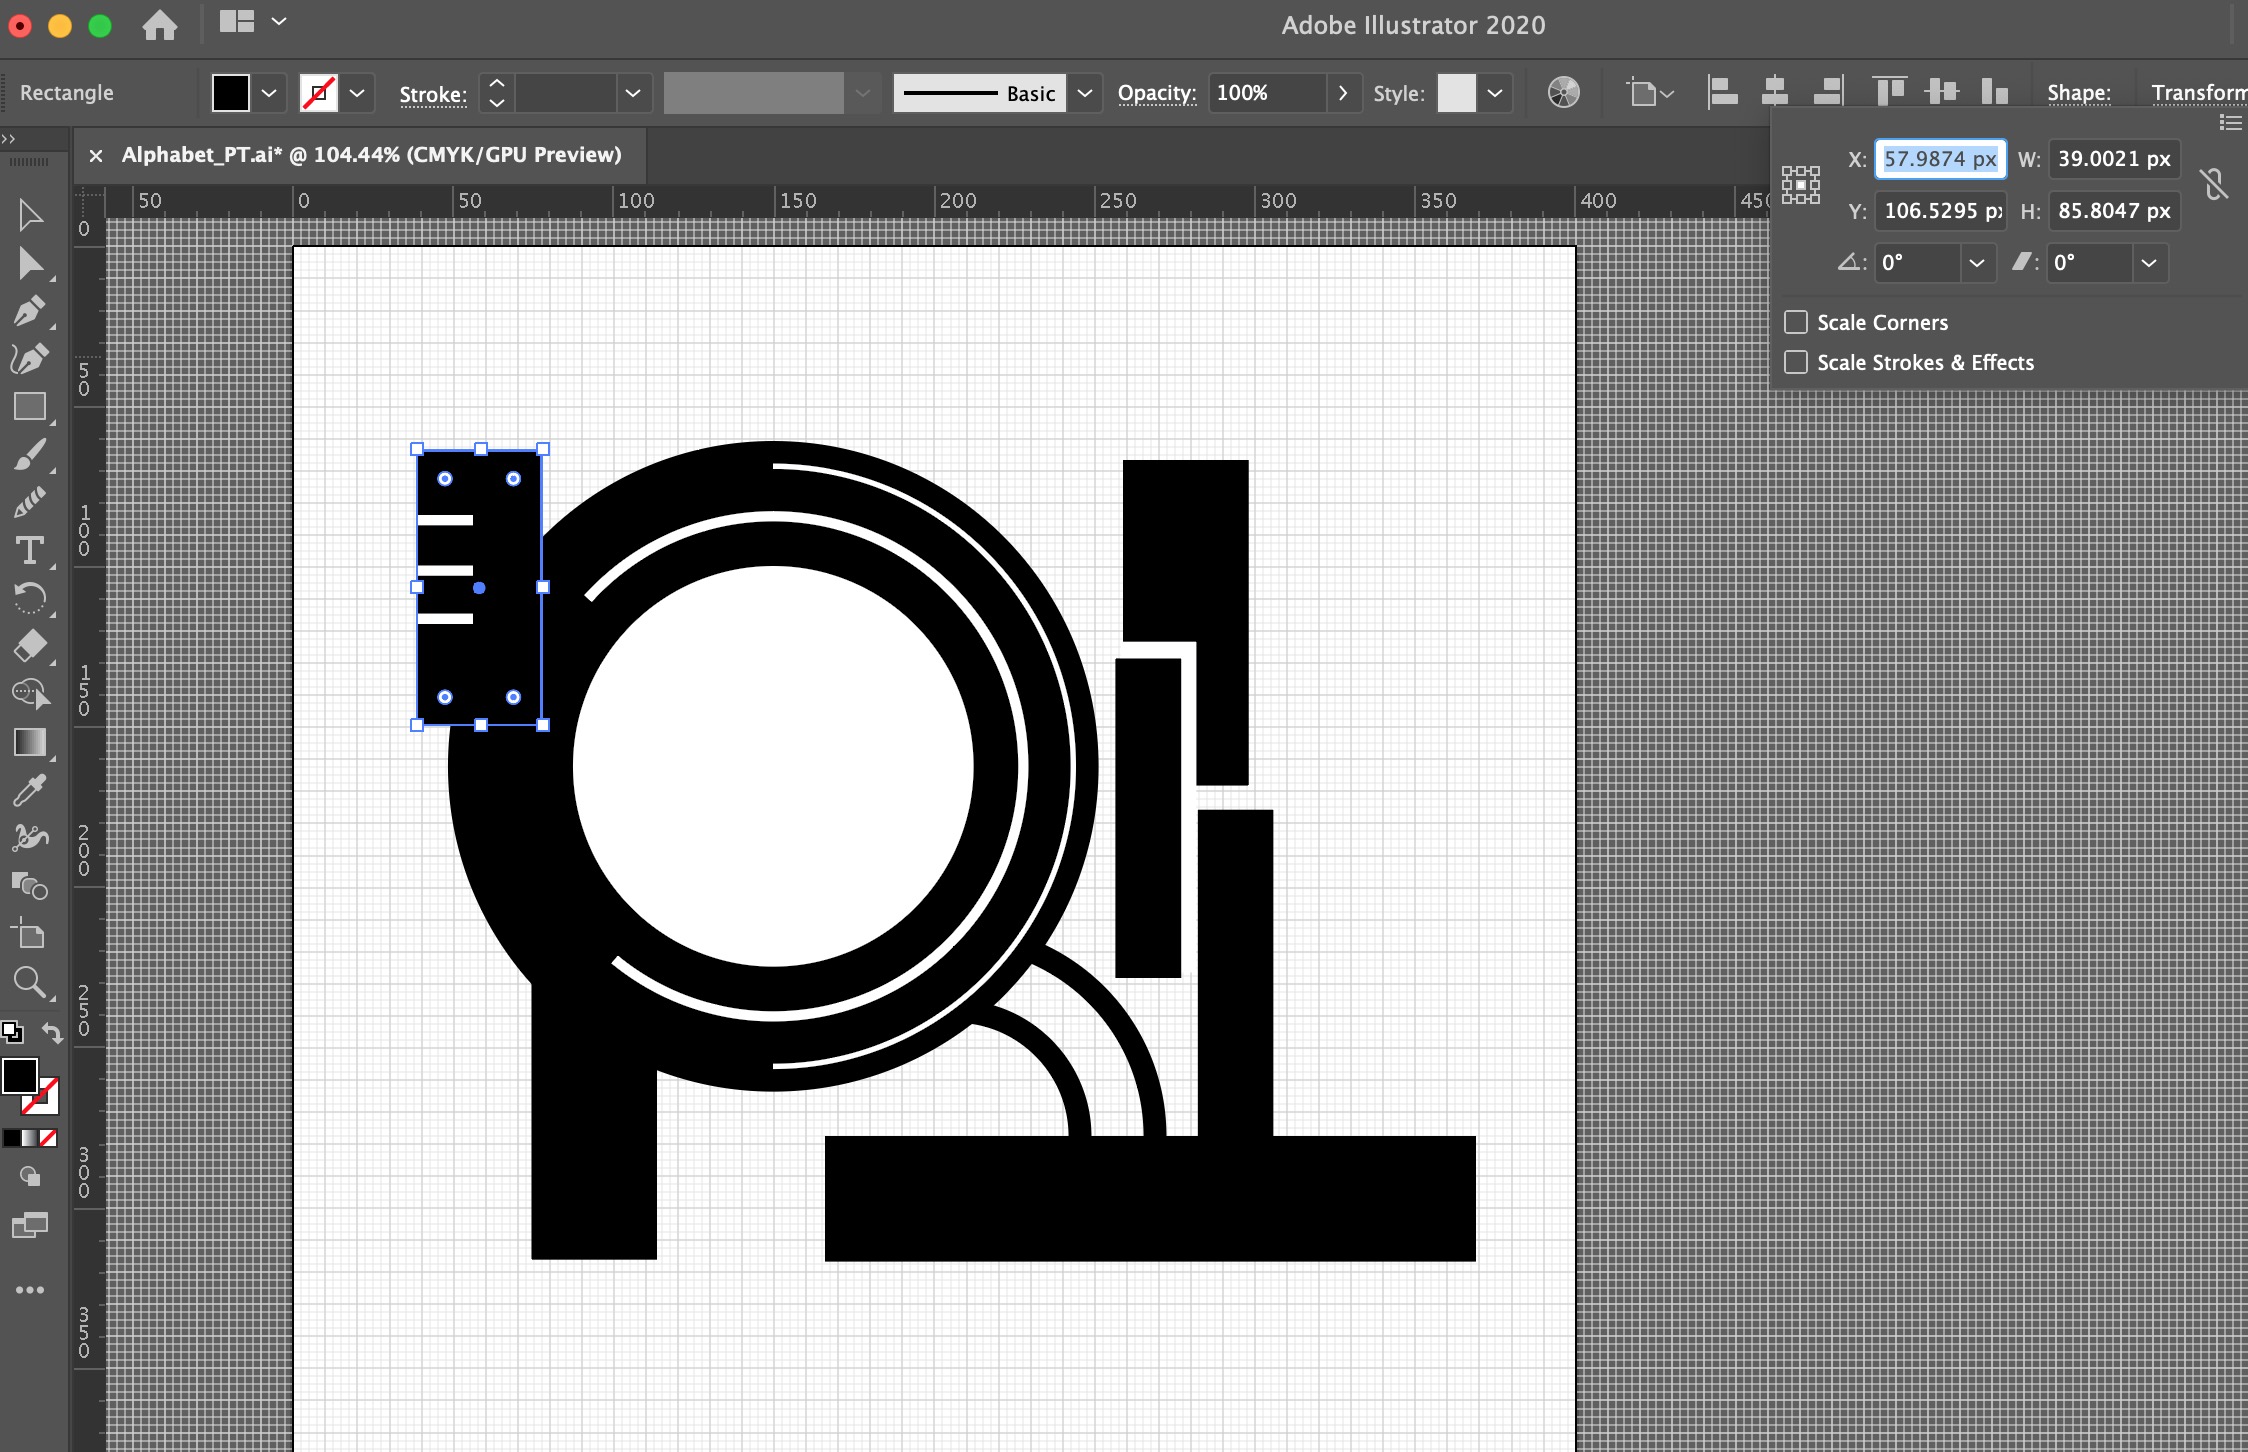 Adobe Illustrator 2020
Rectangle
Stroke:
Basic
Opacity:
100%
Style:
Shape:
Transform
Alphabet_PT.ai* @ 104.44% (CMYK/GPU Preview)
50 0 50 100 150 200 250 300 350 400 450
X: 57.9874 px W: 39.0021 px
Y: 106.5295 px H: 85.8047 px
0° 0°
Scale Corners
Scale Strokes & Effects
0
50
100
150
200
250
300
350